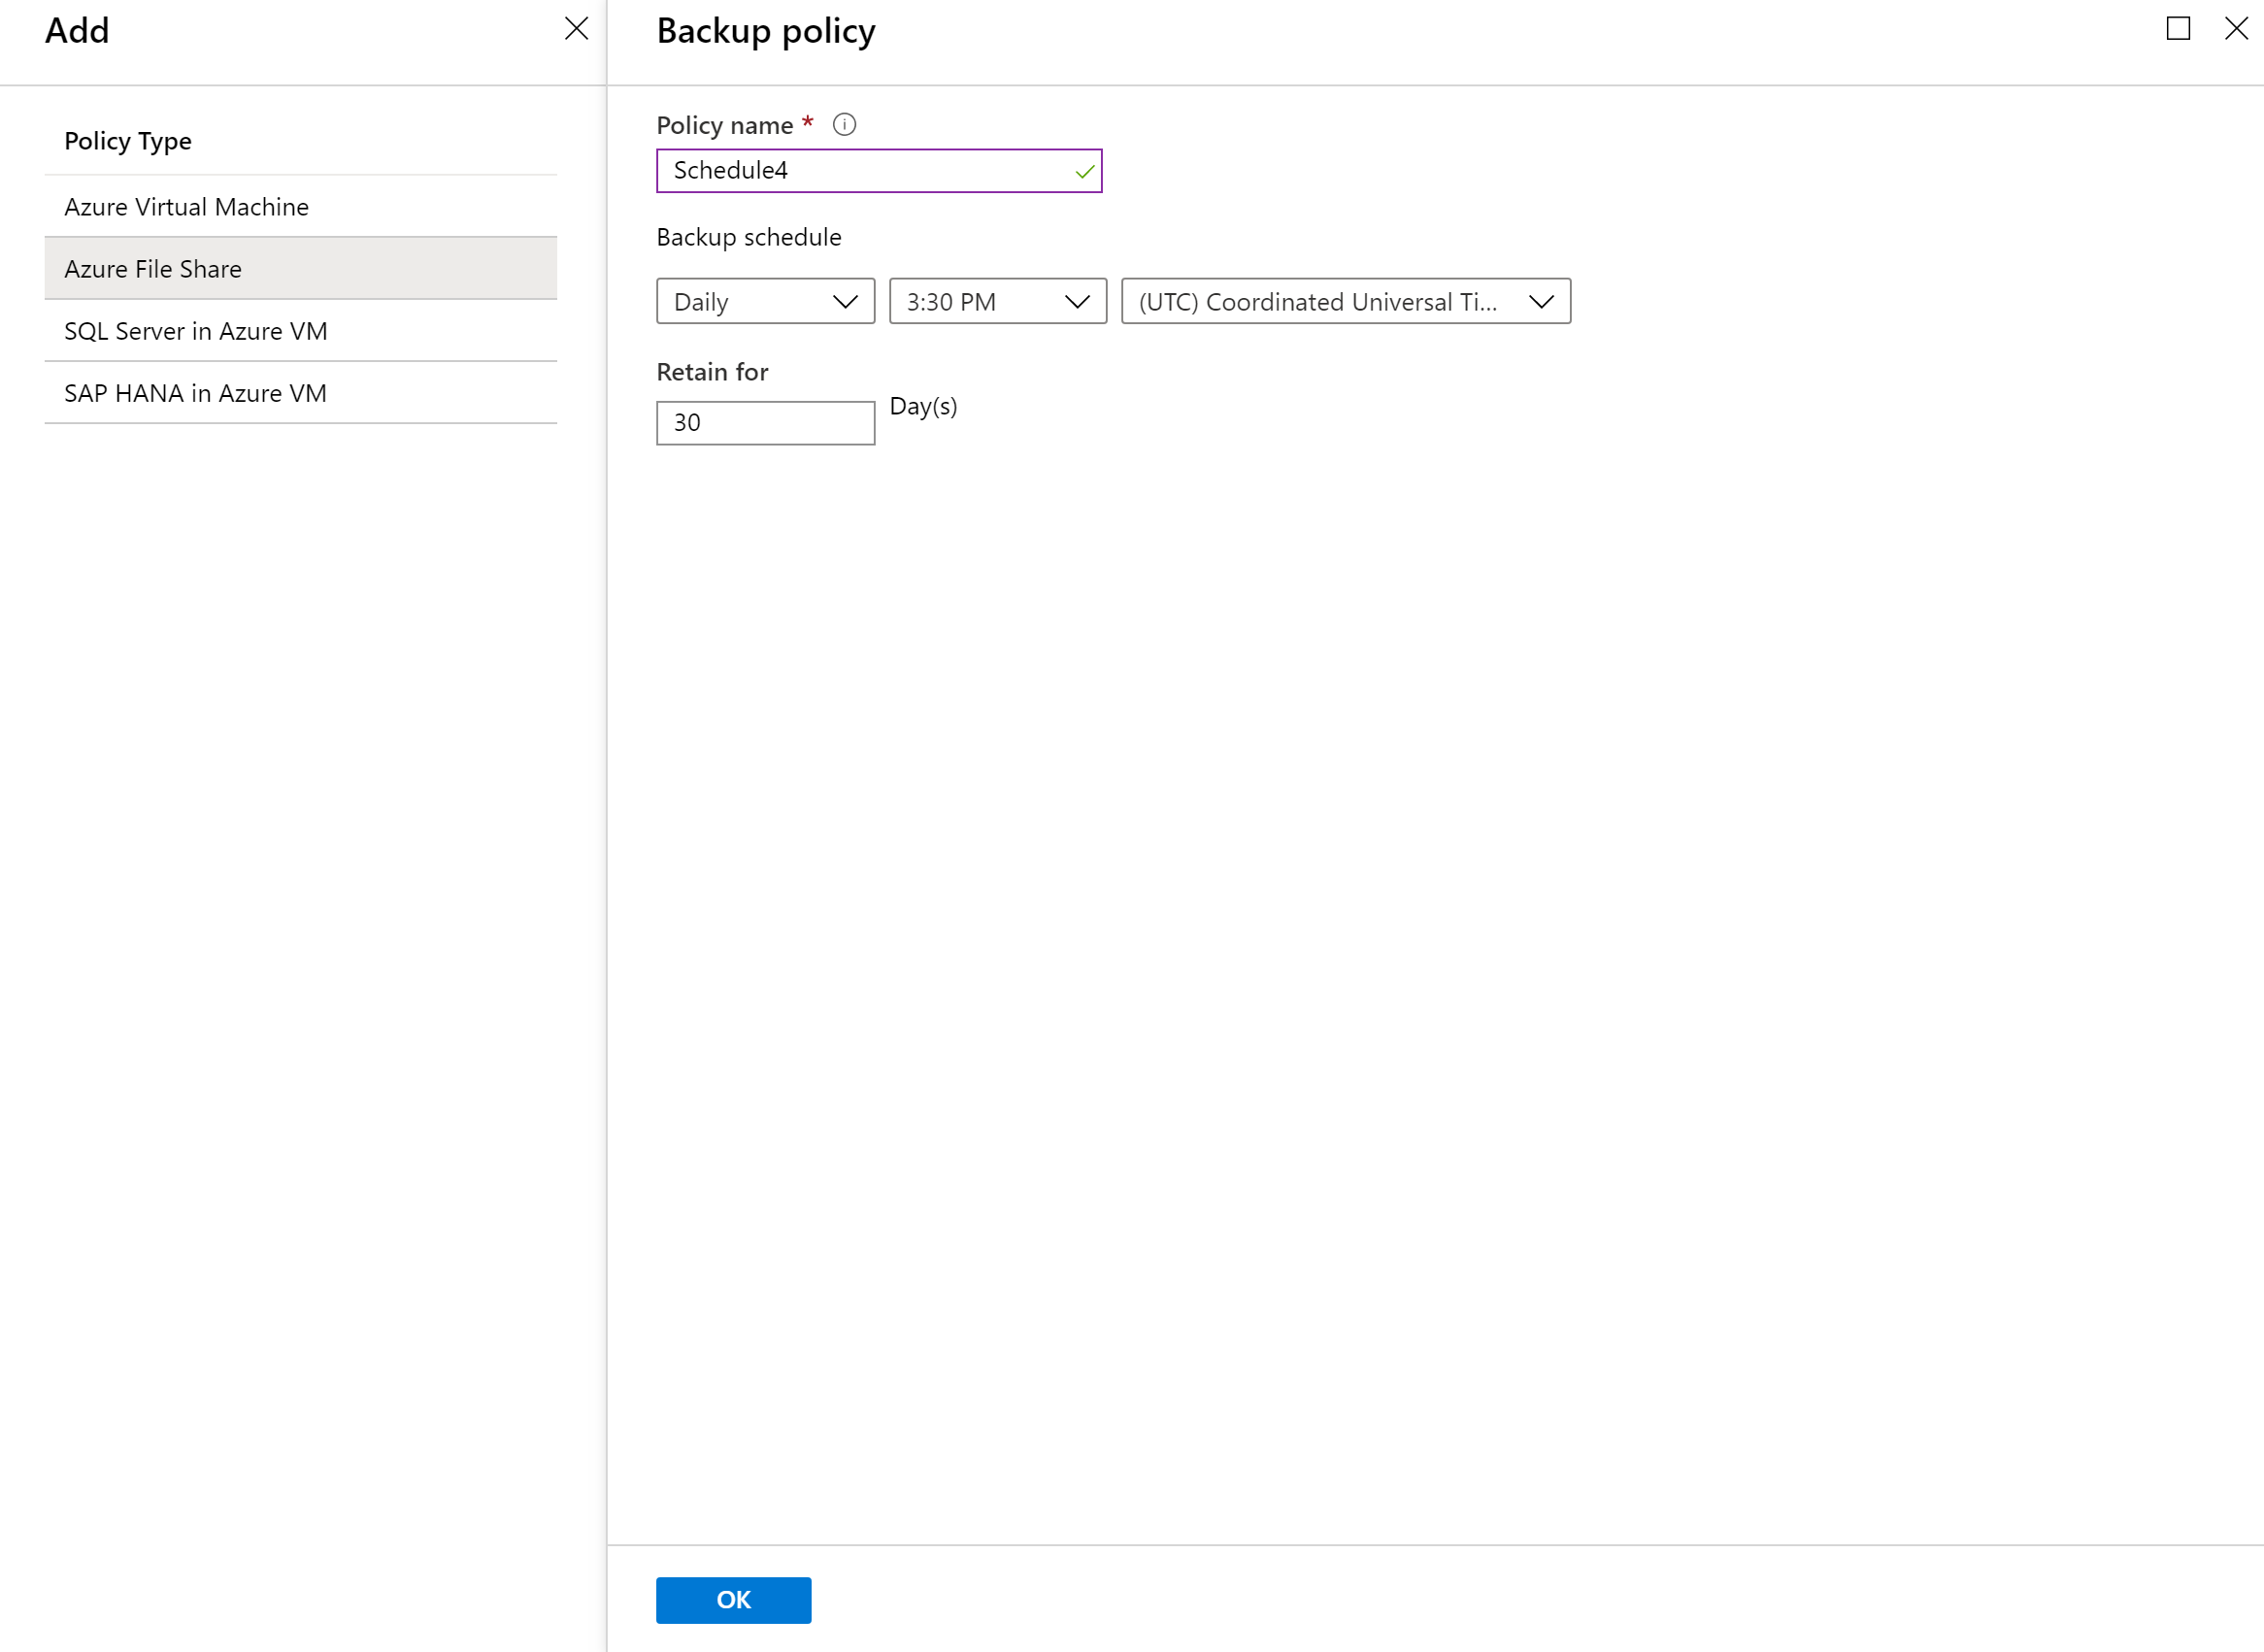 Add
Policy Type
Azure Virtual Machine
Azure File Share
SQL Server in Azure VM
SAP HANA in Azure VM
Backup policy
Policy name *
Schedule4
Backup schedule
Daily 3:30 PM (UTC) Coordinated Universal Ti...
Retain for
30 Day(s)
OK